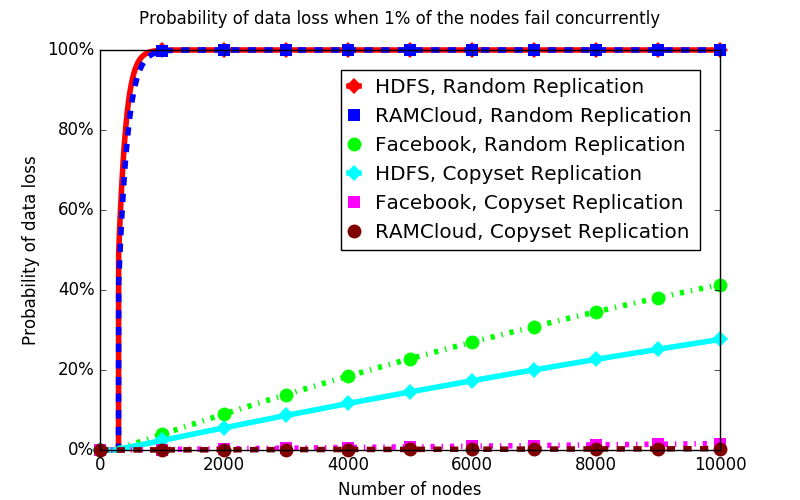 Probability of data loss when 1% of the nodes fail concurrently
100%
80%
60%
40%
20%
0%
Probability of data loss
HDFS, Random Replication
RAMCloud, Random Replication
Facebook, Random Replication
HDFS, Copyset Replication
Facebook, Copyset Replication
RAMCloud, Copyset Replication
0 2000 4000 6000 8000 10000
Number of nodes